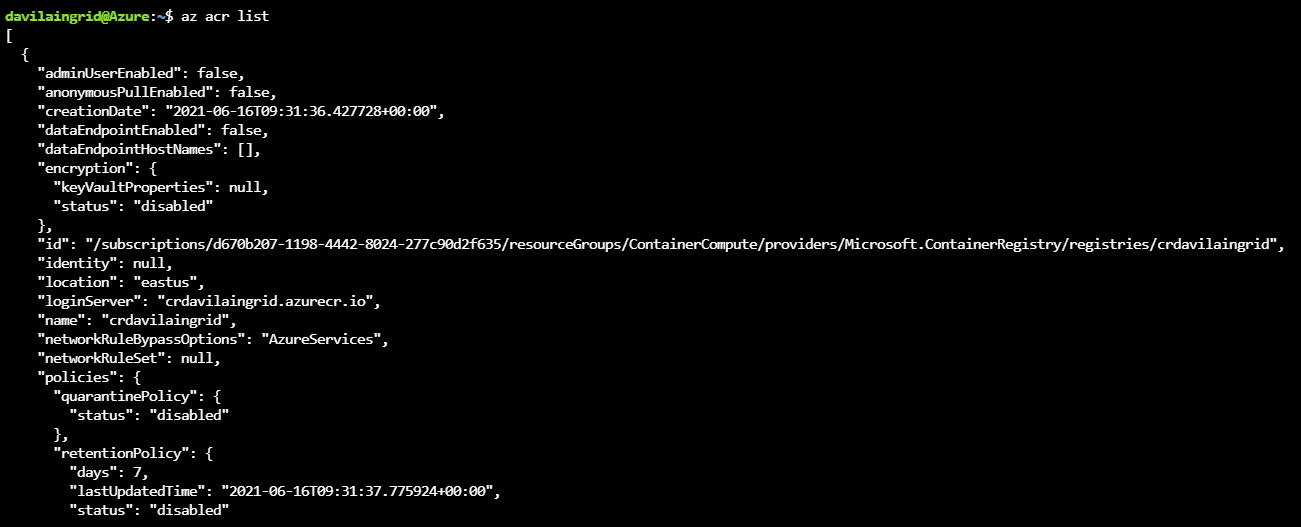 davilaingrid@Azure:~$ az acr list
[
  {
    "adminUserEnabled": false,
    "anonymousPullEnabled": false,
    "creationDate": "2021-06-16T09:31:36.427728+00:00",
    "dataEndpointEnabled": false,
    "dataEndpointHostNames": [],
    "encryption": {
      "keyVaultProperties": null,
      "status": "disabled"
    },
    "id": "/subscriptions/d670b207-1198-4442-8024-277c90d2f635/resourceGroups/ContainerCompute/providers/Microsoft.ContainerRegistry/registries/crdavilaingrid",
    "identity": null,
    "location": "eastus",
    "loginServer": "crdavilaingrid.azurecr.io",
    "name": "crdavilaingrid",
    "networkRuleBypassOptions": "AzureServices",
    "networkRuleSet": null,
    "policies": {
      "quarantinePolicy": {
        "status": "disabled"
      },
      "retentionPolicy": {
        "days": 7,
        "lastUpdatedTime": "2021-06-16T09:31:37.775924+00:00",
        "status": "disabled"